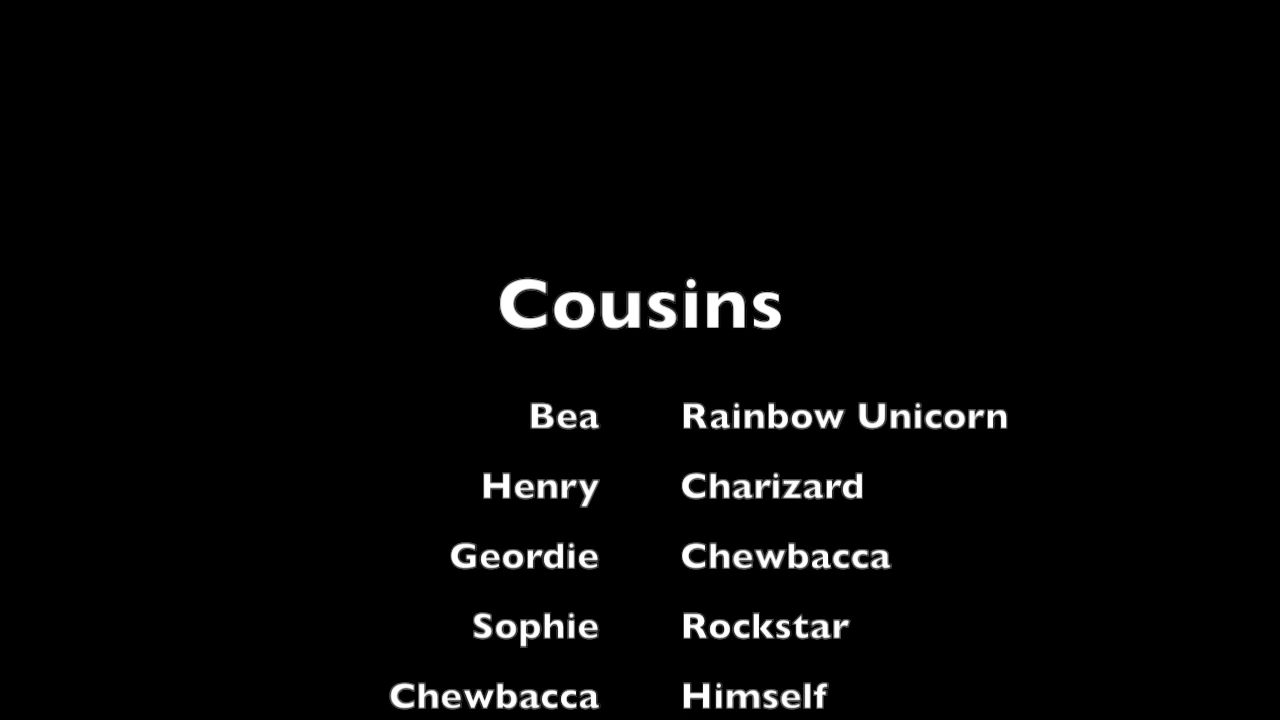 Cousins
Bea Rainbow Unicorn
Henry Charizard
Geordie Chewbacca
Sophie Rockstar
Chewbacca Himself